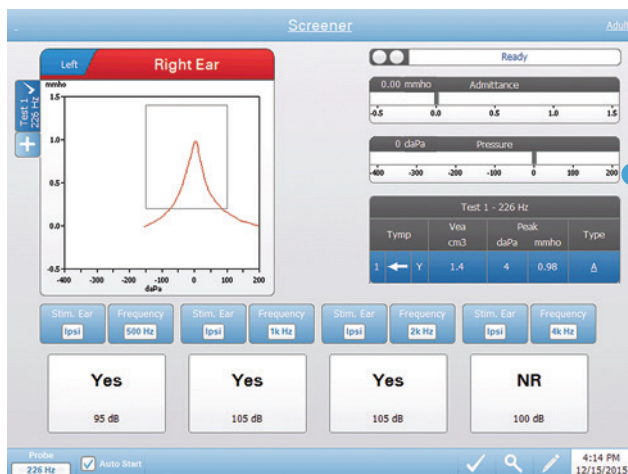 Screener
Adult
Left
Right Ear
Test 1
226 Hz
+
mmho
1.5
1.0
0.5
0.0
-0.5
-400 -300 -200 -100 0 100 200
daPa
Ready
0.00 mmho Admittance
-0.5 0.0 0.5 1.0 1.5
0 daPa Pressure
-400 -300 -200 -100 0 100 200
Test 1 - 226 Hz
Tymp Vea cm3 Peak daPa mmho Type
1 Y 1.4 4 0.98 A
Stim. Ear Frequency Stim. Ear Frequency Stim. Ear Frequency Stim. Ear Frequency
Ipsi 500 Hz Ipsi 1k Hz Ipsi 2k Hz Ipsi 4k Hz
Yes Yes Yes NR
95 dB 105 dB 105 dB 100 dB
Probe
226 Hz
Auto Start
4:14 PM
12/15/2015